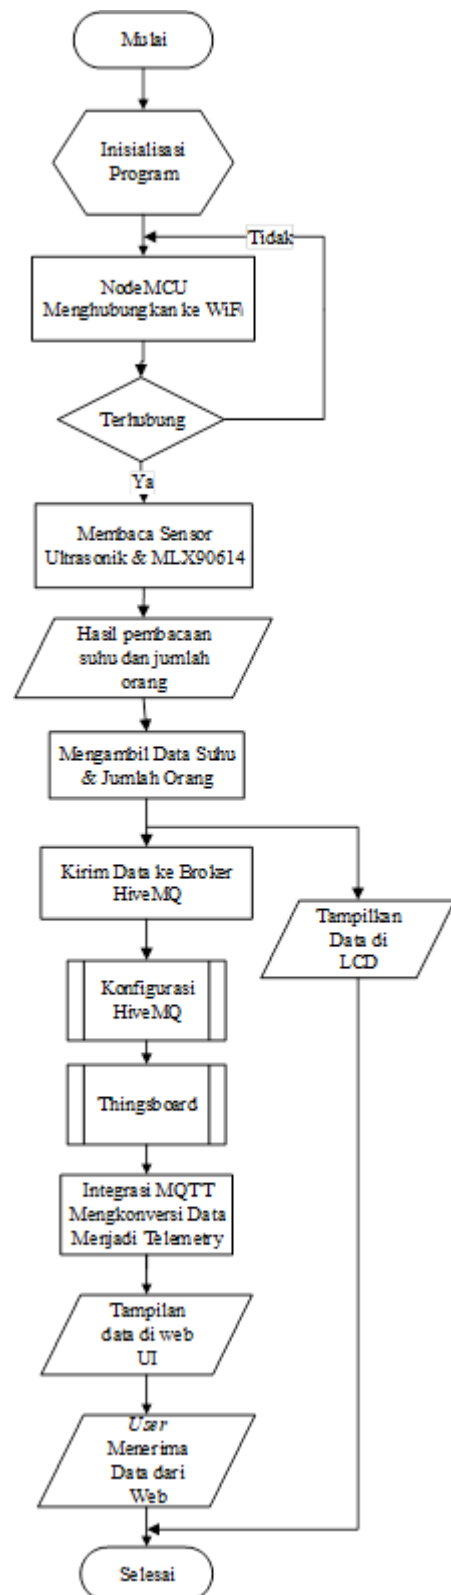 Mulai
Inisialisasi
Program
Tidak
NodeMCU
Menghubungkan ke WiFi
Terhubung
Ya
Membaca Sensor
Ultrasonik & MLX90614
Hasil pembacaan
suhu dan jumlah
orang
Mengambil Data Suhu
& Jumlah Orang
Kirim Data ke Broker
HiveMQ
Tampilkan
Data di
LCD
Konfigurasi
HiveMQ
Thingsboard
Integrasi MQTT
Mengkonversi Data
Menjadi Telemetry
Tampilan
data di web
UI
User
Menerima
Data dari
Web
Selesai